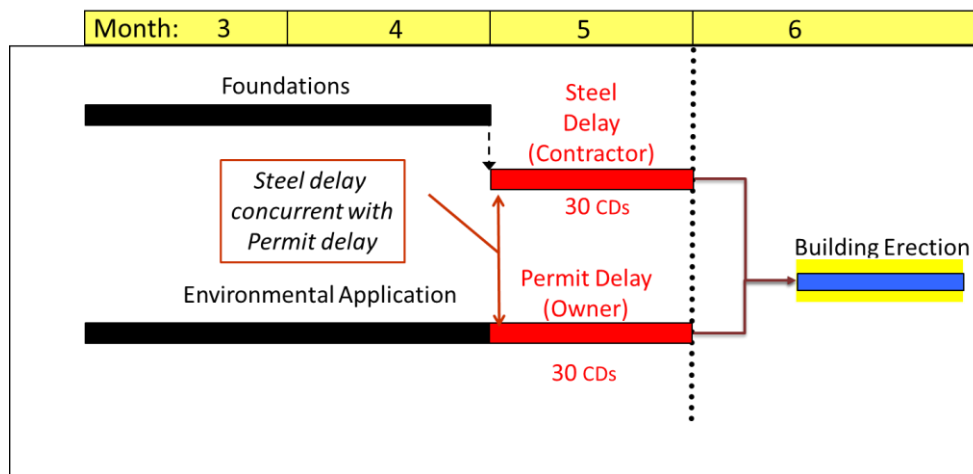 Month: 3 4 5 6
Foundations
Steel
Delay
(Contractor)
Steel delay
concurrent with
Permit delay
30 CDs
Building Erection
Environmental Application
Permit Delay
(Owner)
30 CDs